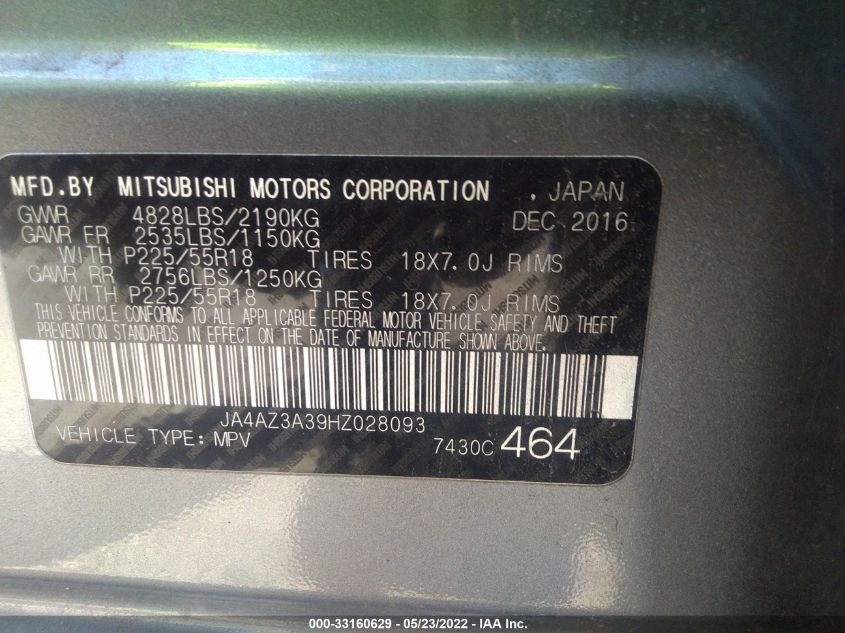 MFD.BY MITSUBISHI MOTORS CORPORATION , JAPAN
GVWR 4828LBS/2190KG DEC 2016
GAWR FR 2535LBS/1150KG
WITH P225/55R18 TIRES 18X7.0J RIMS
GAWR RR 2756LBS/1250KG
WITH P225/55R18 TIRES 18X7.0J RIMS
THIS VEHICLE CONFORMS TO ALL APPLICABLE FEDERAL MOTOR VEHICLE SAFETY AND THEFT
PREVENTION STANDARDS IN EFFECT ON THE DATE OF MANUFACTURE SHOWN ABOVE.
JA4AZ3A39HZ028093
VEHICLE TYPE: MPV 7430C 464
000-33160629 - 05/23/2022 - IAA Inc.